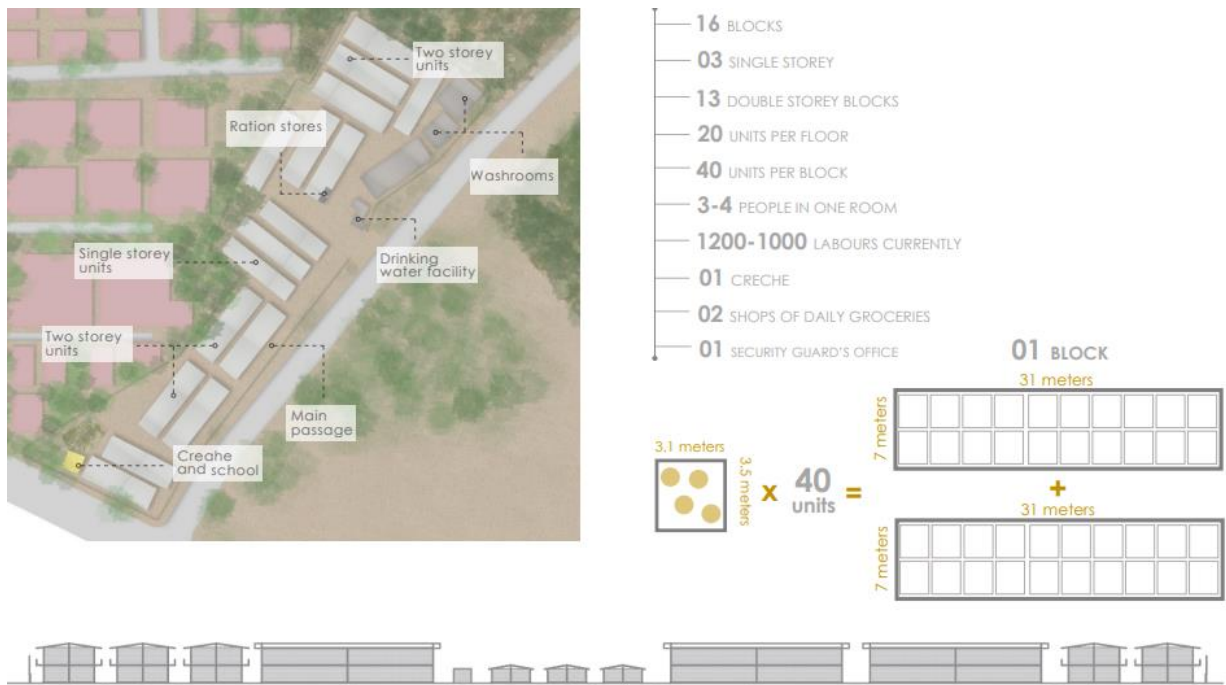 Two storey
units
Ration stores
Washrooms
Single storey
units
Drinking
water facility
Two storey
units
Main
passage
Creahe
and school
16 BLOCKS
03 SINGLE STOREY
13 DOUBLE STOREY BLOCKS
20 UNITS PER FLOOR
40 UNITS PER BLOCK
3-4 PEOPLE IN ONE ROOM
1200-1000 LABOURS CURRENTLY
01 CRECHE
02 SHOPS OF DAILY GROCERIES
01 SECURITY GUARD'S OFFICE
01 BLOCK
31 meters
7 meters
3.1 meters
3.5 meters
x 40
units
=
+
31 meters
7 meters